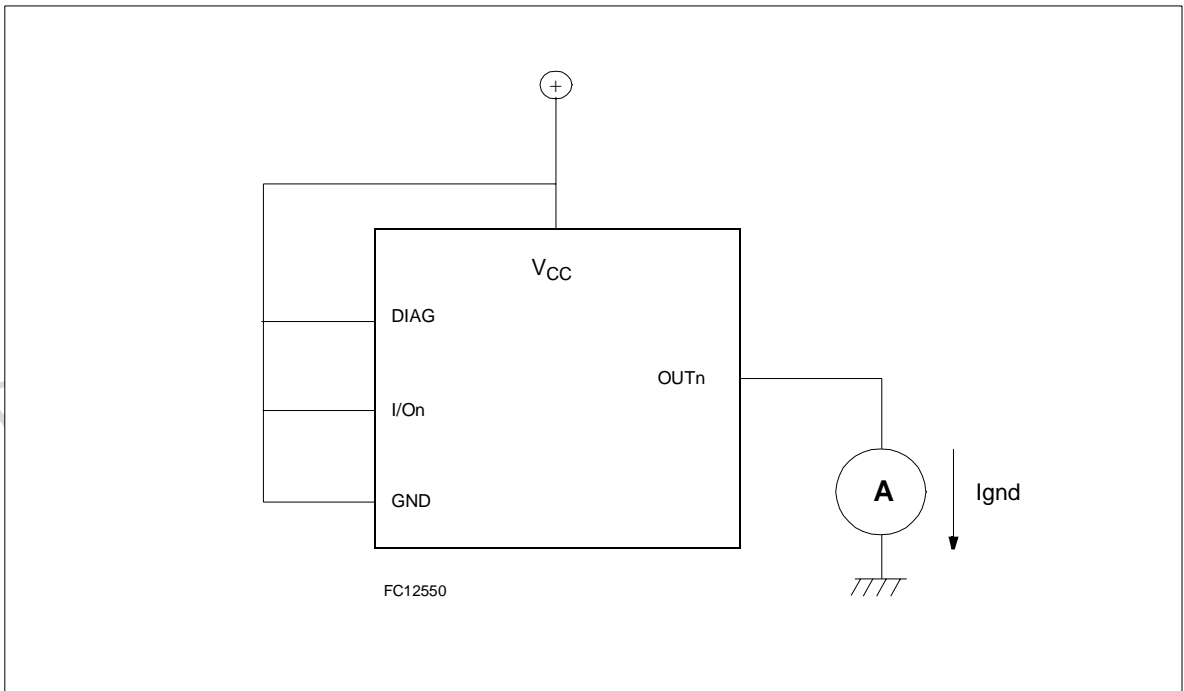 +
V_CC
DIAG
OUTn
I/On
A
Ignd
GND
FC12550